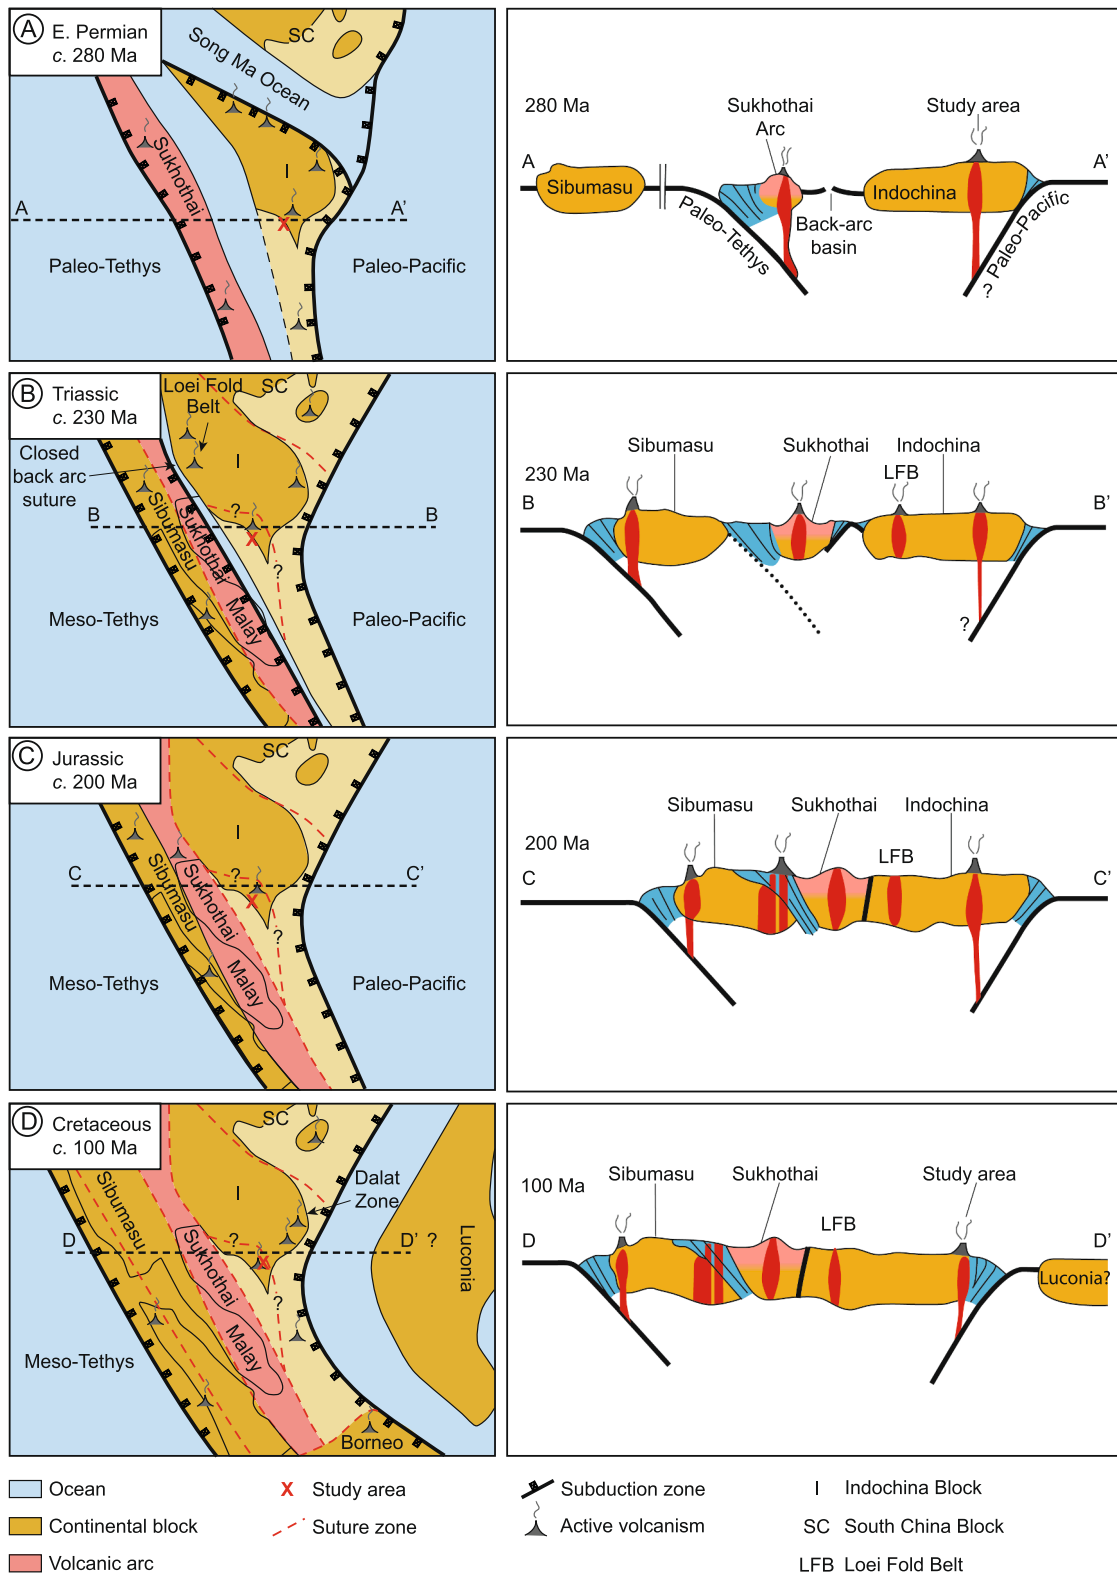 A
E. Permian
c. 280 Ma
SC
Song Ma Ocean
Sukhothai
I
A
A'
X
Paleo-Tethys
Paleo-Pacific
280 Ma
Sukhothai
Arc
Study area
A
A'
Sibumasu
Indochina
Paleo-Tethys
Back-arc
basin
Paleo-Pacific
?
B
Triassic
c. 230 Ma
Loei Fold
Belt
SC
Closed
back arc
suture
I
?
B
B
X
Sibumasu
Sukhothai
?
Malay
Meso-Tethys
Paleo-Pacific
Sibumasu
Sukhothai
Indochina
230 Ma
LFB
B
B'
?
C
Jurassic
c. 200 Ma
SC
I
?
C
C'
X
Sibumasu
Sukhothai
?
Malay
Meso-Tethys
Paleo-Pacific
Sibumasu
Sukhothai
Indochina
200 Ma
LFB
C
C'
D
Cretaceous
c. 100 Ma
SC
Sibumasu
I
Dalat
Zone
?
D
D' ?
X
Luconia
Sukhothai
?
Malay
Meso-Tethys
Borneo
Sibumasu
Sukhothai
Study area
100 Ma
LFB
D
D'
Luconia?
Ocean
Continental block
Volcanic arc
X Study area
Suture zone
Subduction zone
Active volcanism
I Indochina Block
SC South China Block
LFB Loei Fold Belt